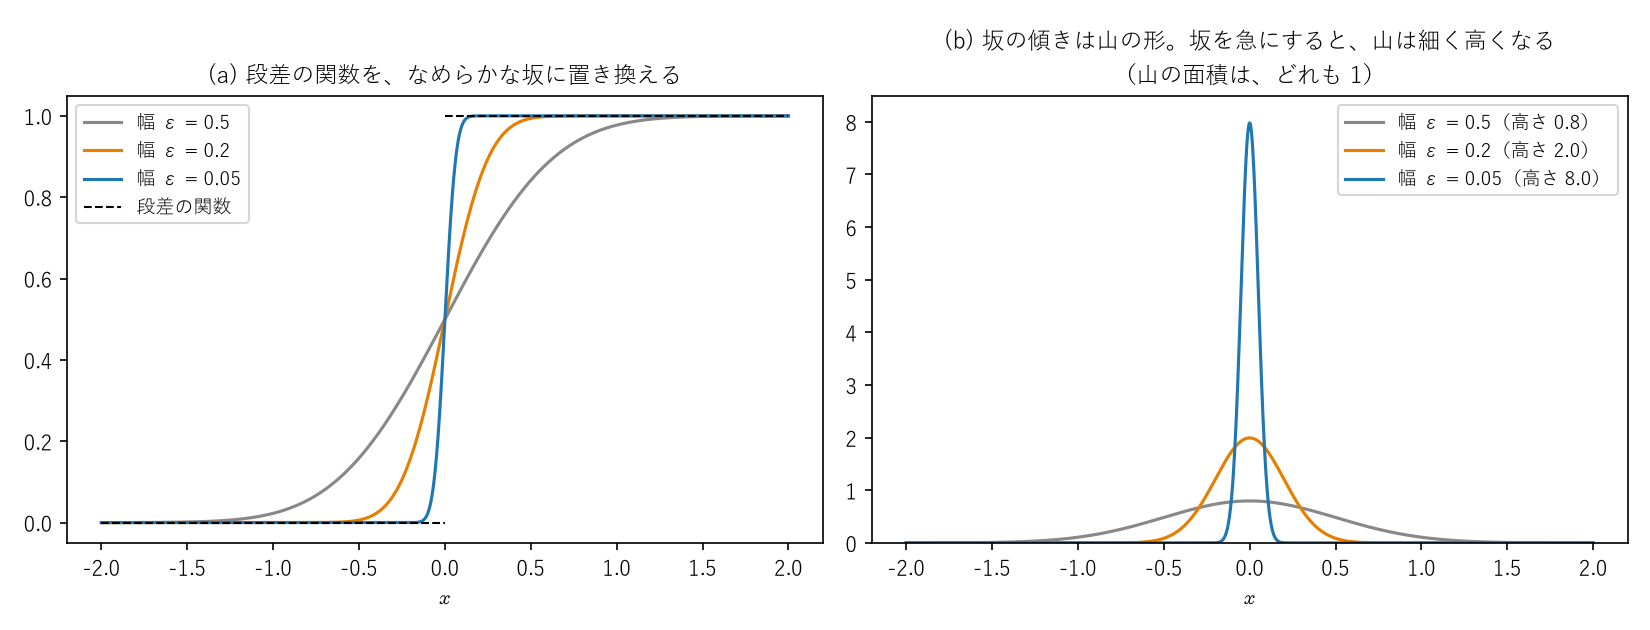 (a) 段差の関数を、なめらかな坂に置き換える
幅 ε = 0.5
幅 ε = 0.2
幅 ε = 0.05
段差の関数
1.0
0.8
0.6
0.4
0.2
0.0
-2.0 -1.5 -1.0 -0.5 0.0 0.5 1.0 1.5 2.0
x
(b) 坂の傾きは山の形。坂を急にすると、山は細く高くなる
(山の面積は、どれも 1)
幅 ε = 0.5 (高さ 0.8)
幅 ε = 0.2 (高さ 2.0)
幅 ε = 0.05 (高さ 8.0)
8
7
6
5
4
3
2
1
0
-2.0 -1.5 -1.0 -0.5 0.0 0.5 1.0 1.5 2.0
x